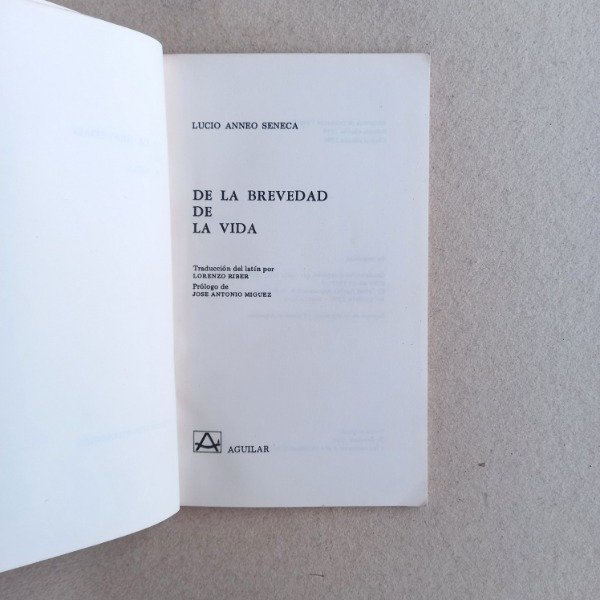 LUCIO ANNEO SENECA
DE LA BREVEDAD
DE
LA VIDA
Traducción del latín por
LORENZO RIBER
Prólogo de
JOSE ANTONIO MIGUEZ
AGUILAR